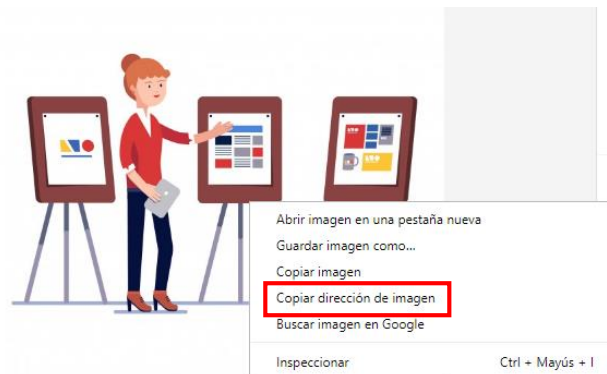 Abrir imagen en una pestaña nueva
Guardar imagen como...
Copiar imagen
Copiar dirección de imagen
Buscar imagen en Google
Inspeccionar Ctrl + Mayús + I